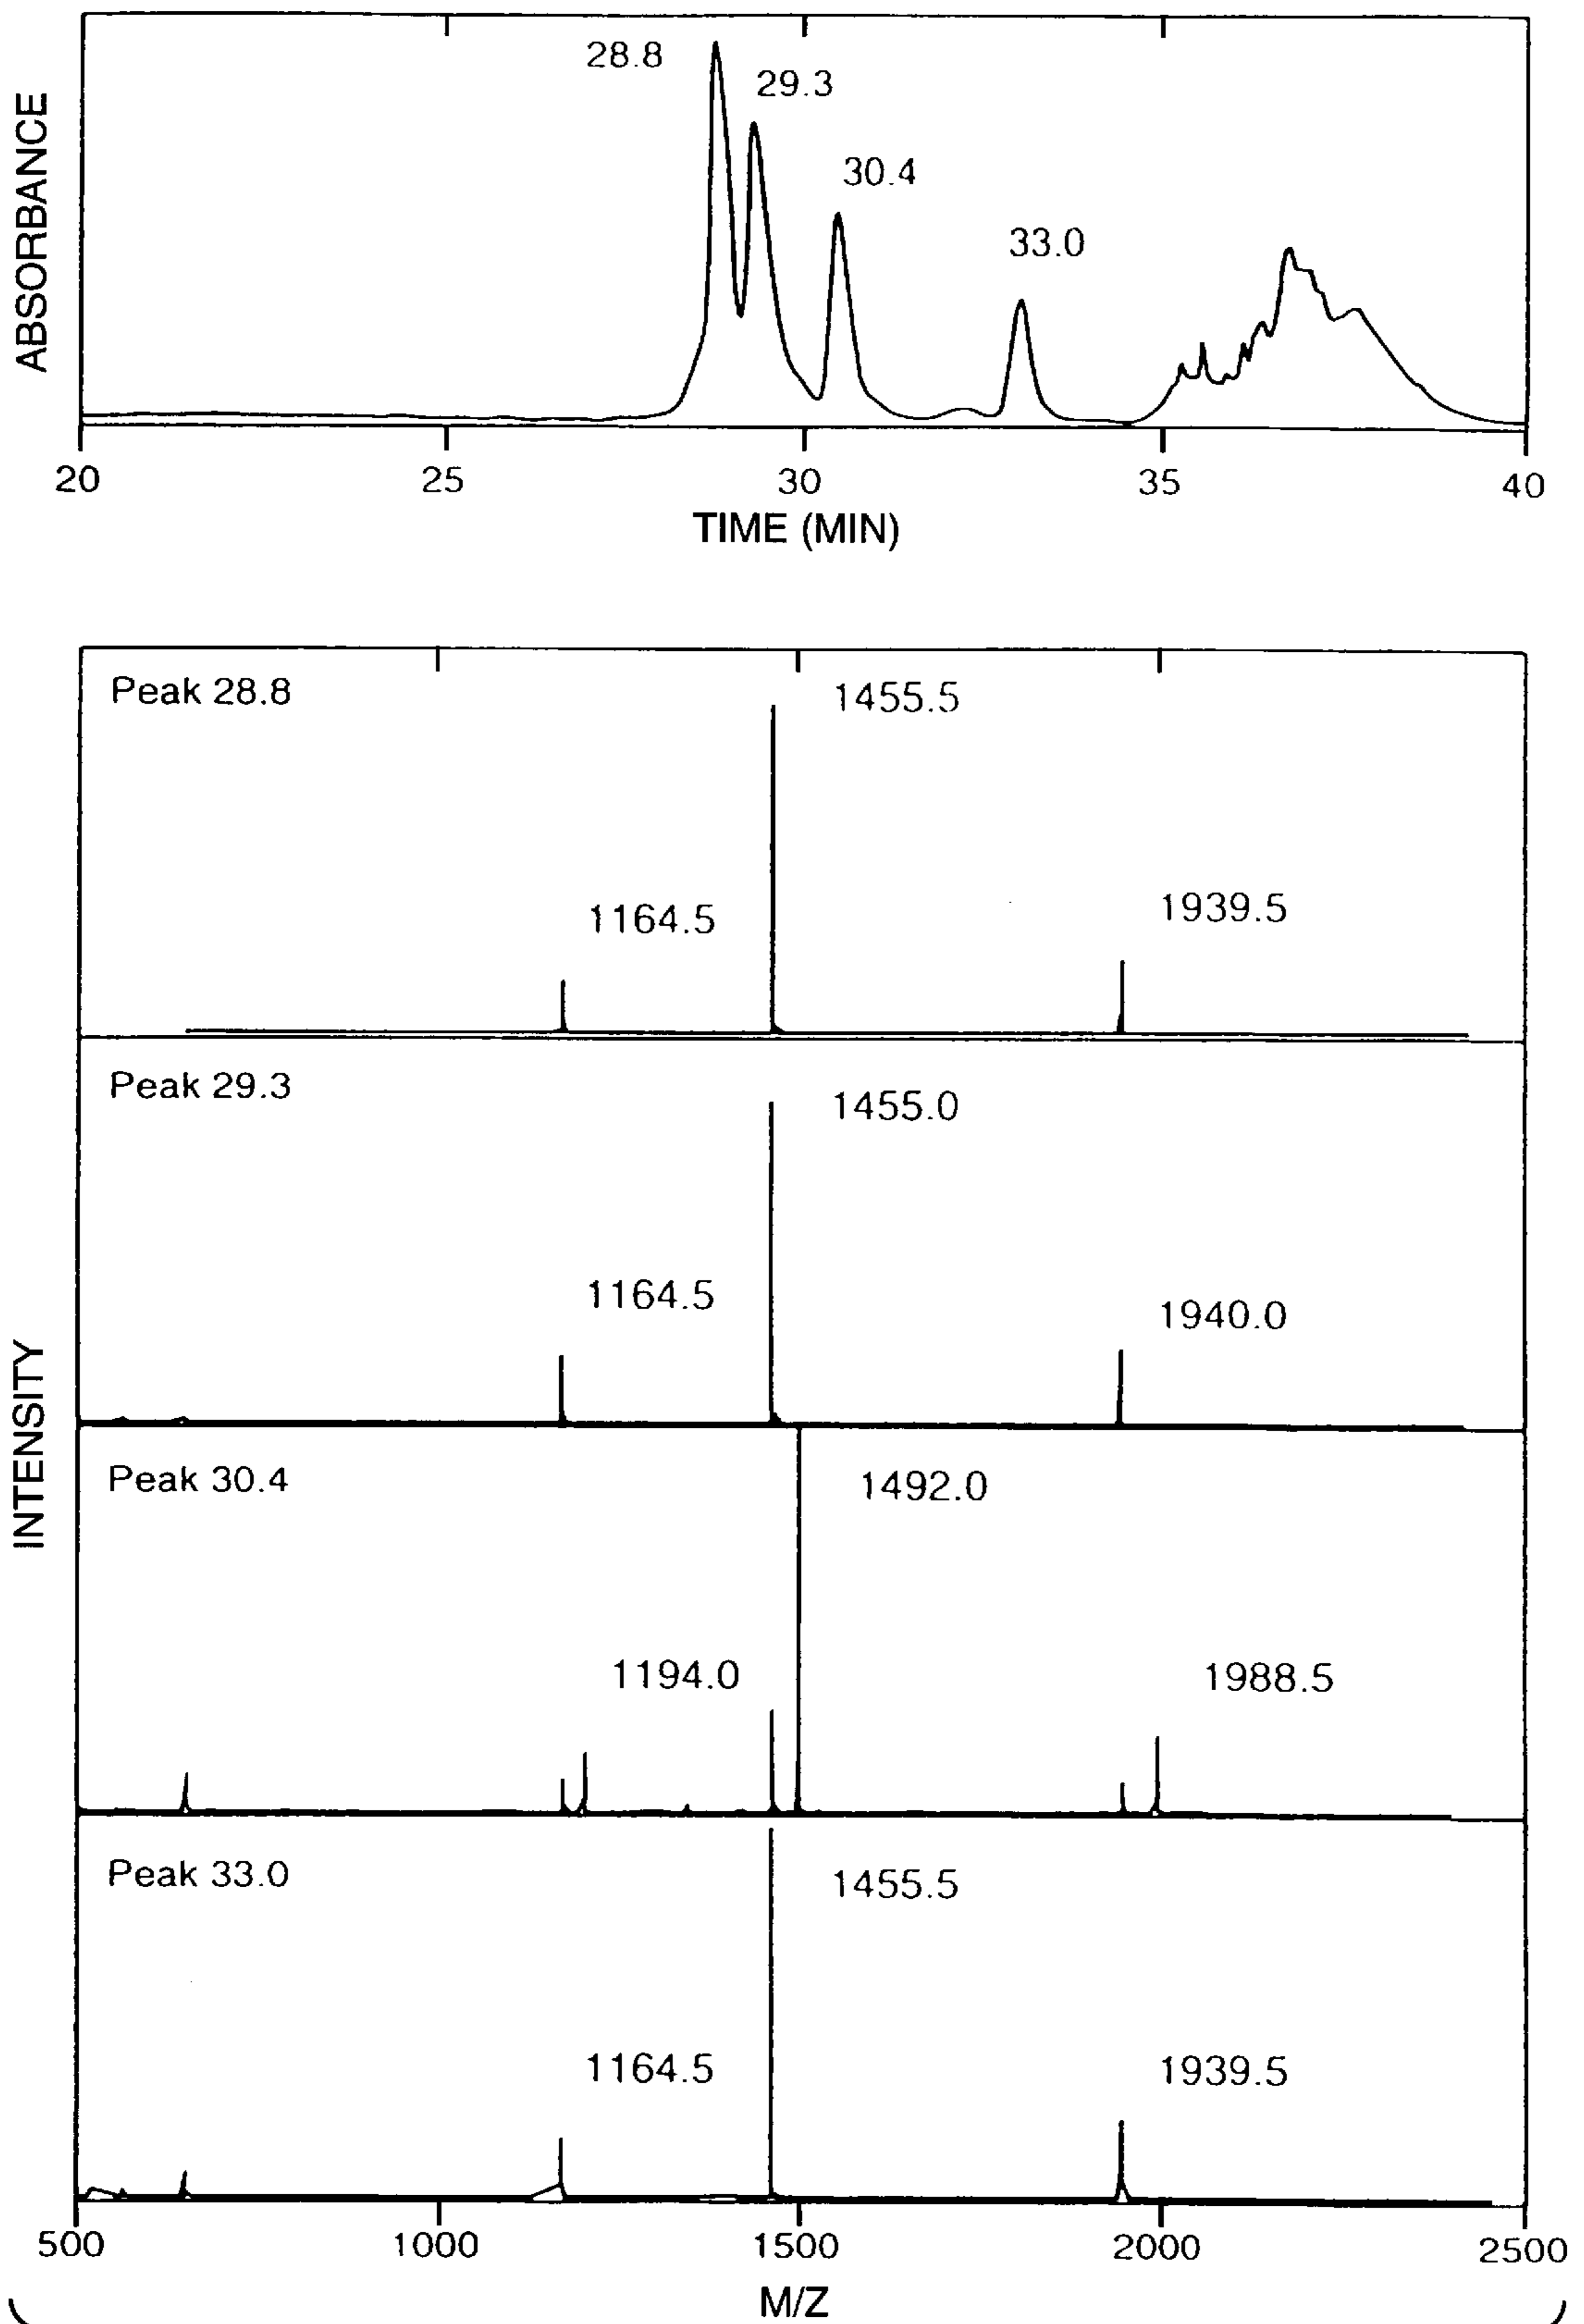 28.8
29.3
30.4
33.0
ABSORBANCE
20 25 30 35 40
TIME (MIN)
Peak 28.8
1455.5
1164.5
1939.5
Peak 29.3
1455.0
1164.5
1940.0
INTENSITY
Peak 30.4
1492.0
1194.0
1988.5
Peak 33.0
1455.5
1164.5
1939.5
500 1000 1500 2000 2500
M/Z